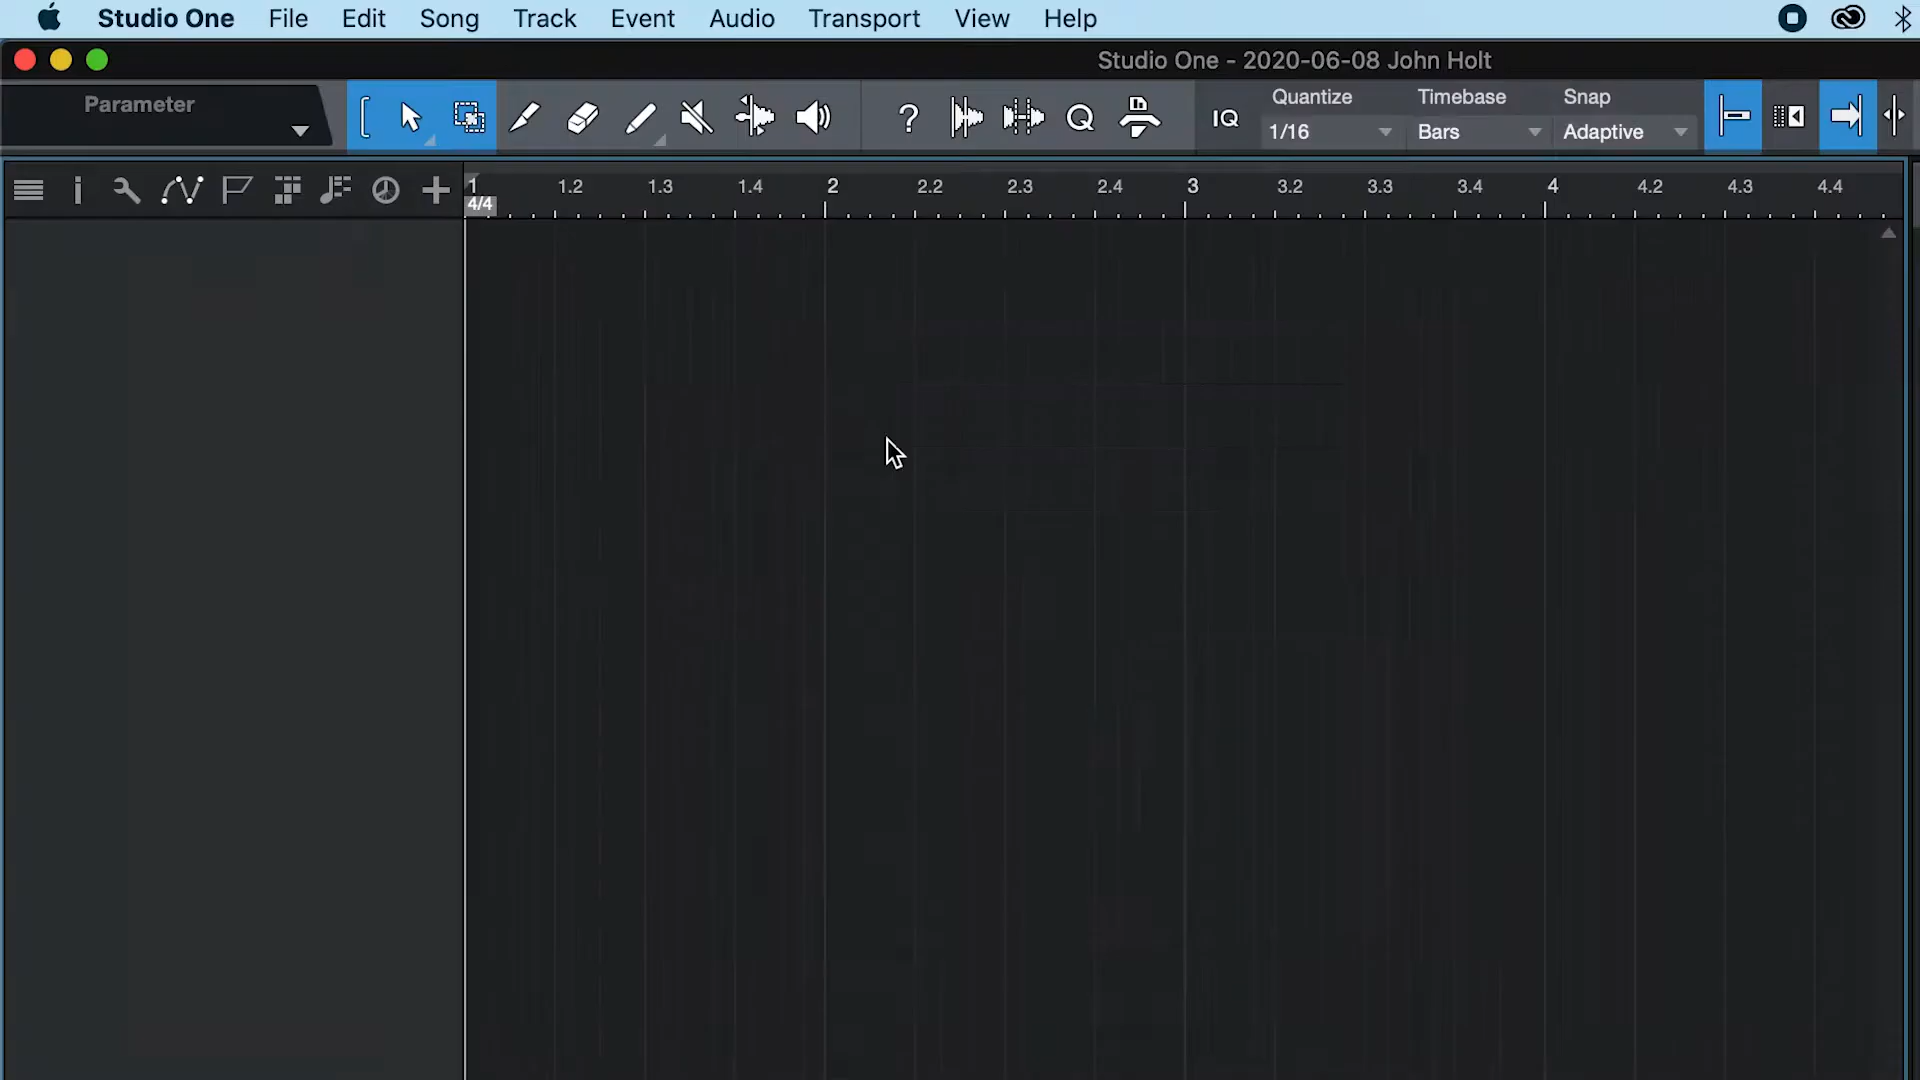 Studio One File Edit Song Track Event Audio Transport View Help
Studio One - 2020-06-08 John Holt
Parameter
? Q IQ
Quantize Timebase Snap
1/16 Bars Adaptive
1 1.2 1.3 1.4 2 2.2 2.3 2.4 3 3.2 3.3 3.4 4 4.2 4.3 4.4
4/4